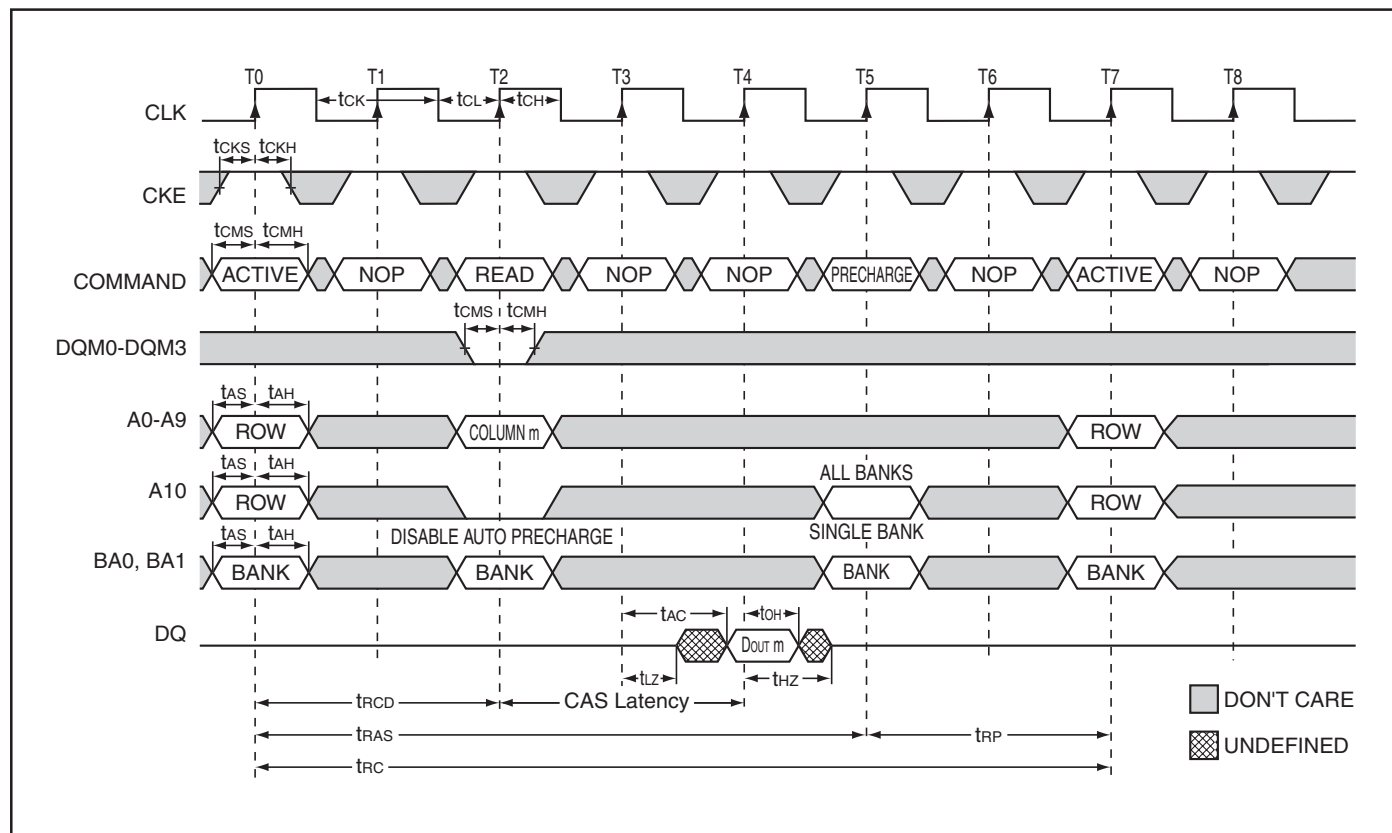 T0 T1 T2 T3 T4 T5 T6 T7 T8
tCK tCL tCH
CLK
tCKS tCKH
CKE
tCMS tCMH
COMMAND ACTIVE NOP READ NOP NOP PRECHARGE NOP ACTIVE NOP
tCMS tCMH
DQM0-DQM3
tAS tAH
A0-A9 ROW COLUMN m ROW
tAS tAH ALL BANKS
A10 ROW ROW
tAS tAH DISABLE AUTO PRECHARGE SINGLE BANK
BA0, BA1 BANK BANK BANK BANK
tAC tOH
DQ DOUT m
tLZ tHZ
tRCD CAS Latency
DON'T CARE
tRAS tRP
UNDEFINED
tRC